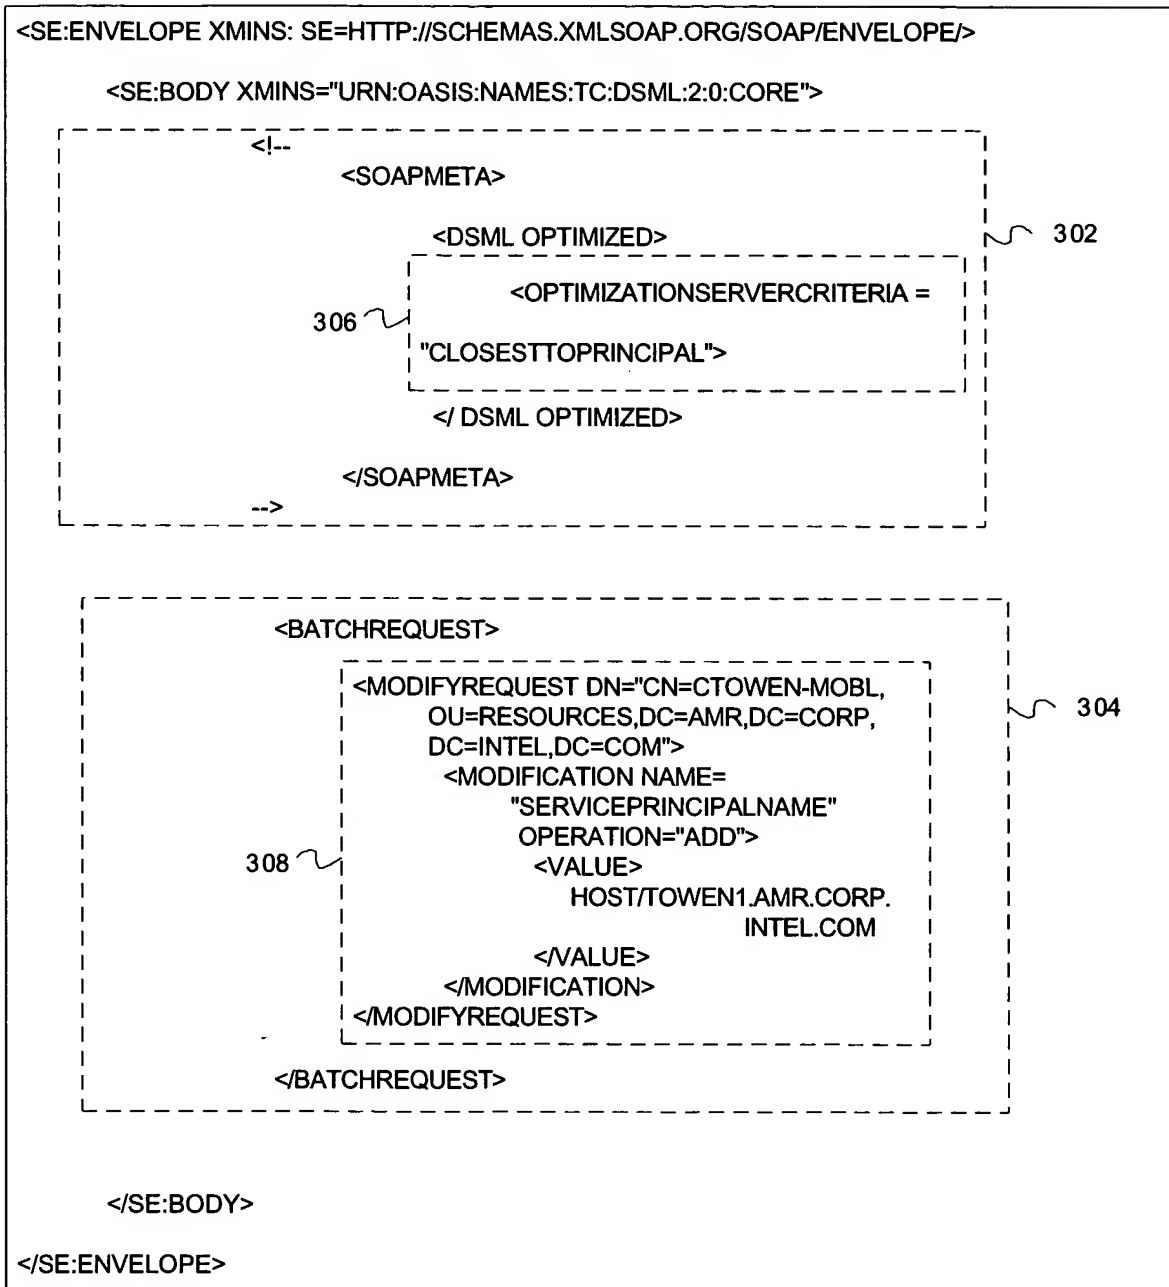 <SE:ENVELOPE XMINS: SE=HTTP://SCHEMAS.XMLSOAP.ORG/SOAP/ENVELOPE/>
<SE:BODY XMINS="URN:OASIS:NAMES:TC:DSML:2:0:CORE">
<!--
<SOAPMETA>
<DSML OPTIMIZED>
302
<OPTIMIZATIONSERVERCRITERIA =
306
"CLOSESTTOPRINCIPAL">
</ DSML OPTIMIZED>
</SOAPMETA>
-->
<BATCHREQUEST>
<MODIFYREQUEST DN="CN=CTOWEN-MOBL,
OU=RESOURCES,DC=AMR,DC=CORP,
304
DC=INTEL,DC=COM">
<MODIFICATION NAME=
"SERVICEPRINCIPALNAME"
OPERATION="ADD">
308
<VALUE>
HOST/TOWEN1.AMR.CORP.
INTEL.COM
</VALUE>
</MODIFICATION>
</MODIFYREQUEST>
</BATCHREQUEST>
</SE:BODY>
</SE:ENVELOPE>